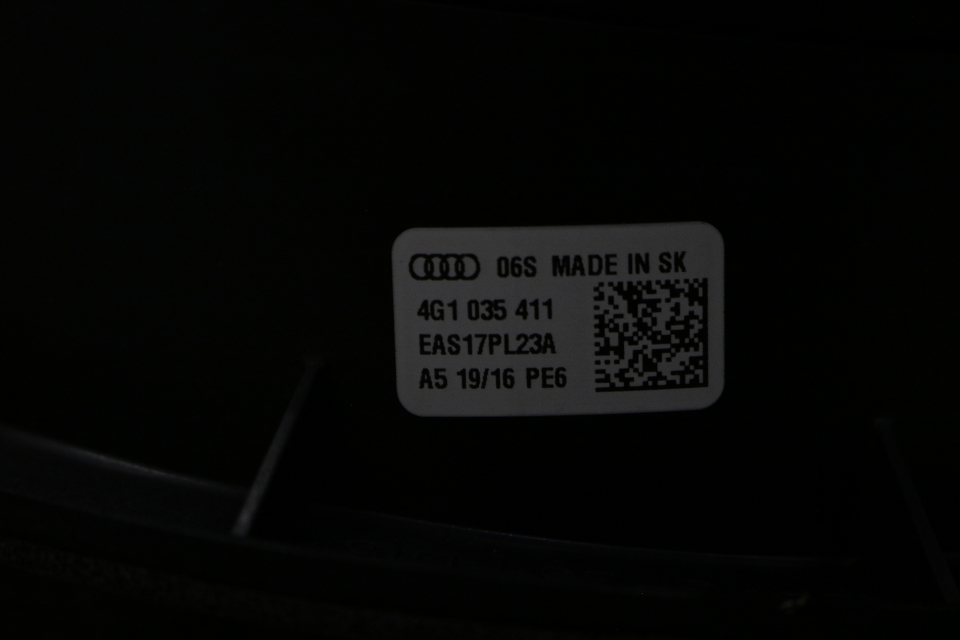 06S MADE IN SK
4G1 035 411
EAS17PL23A
A5 19/16 PE6